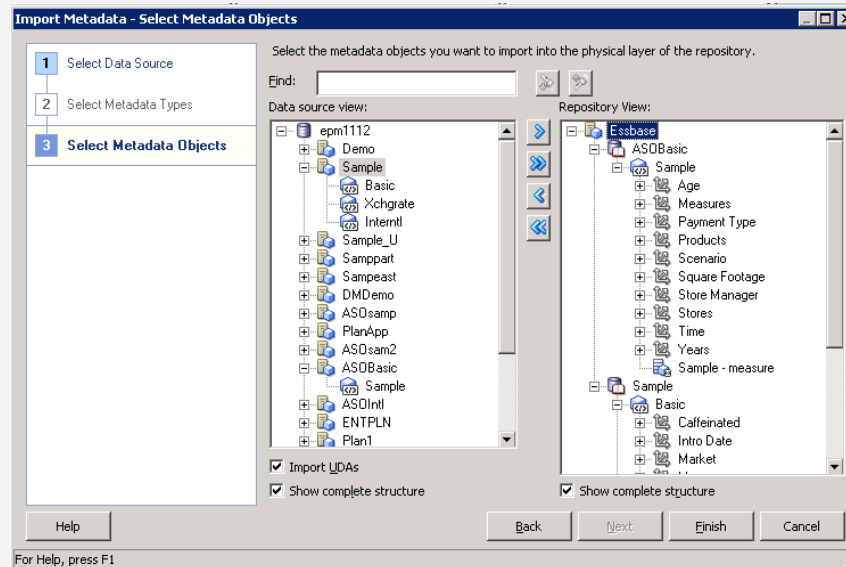 Import Metadata - Select Metadata Objects
1 Select Data Source
2 Select Metadata Types
3 Select Metadata Objects
Select the metadata objects you want to import into the physical layer of the repository.
Find:
Data source view:
epm1112
Demo
Sample
Basic
Xchgrate
Interntl
Sample_U
Samppart
Sampeast
DMDemo
ASOsamp
PlanApp
ASOsam2
ASOBasic
Sample
ASOIntl
ENTPLN
Plan1
Import UDAs
Show complete structure
Repository View:
Essbase
ASOBasic
Sample
Age
Measures
Payment Type
Products
Scenario
Square Footage
Store Manager
Stores
Time
Years
Sample - measure
Sample
Basic
Caffeinated
Intro Date
Market
Show complete structure
Help
Back
Next
Finish
Cancel
For Help, press F1